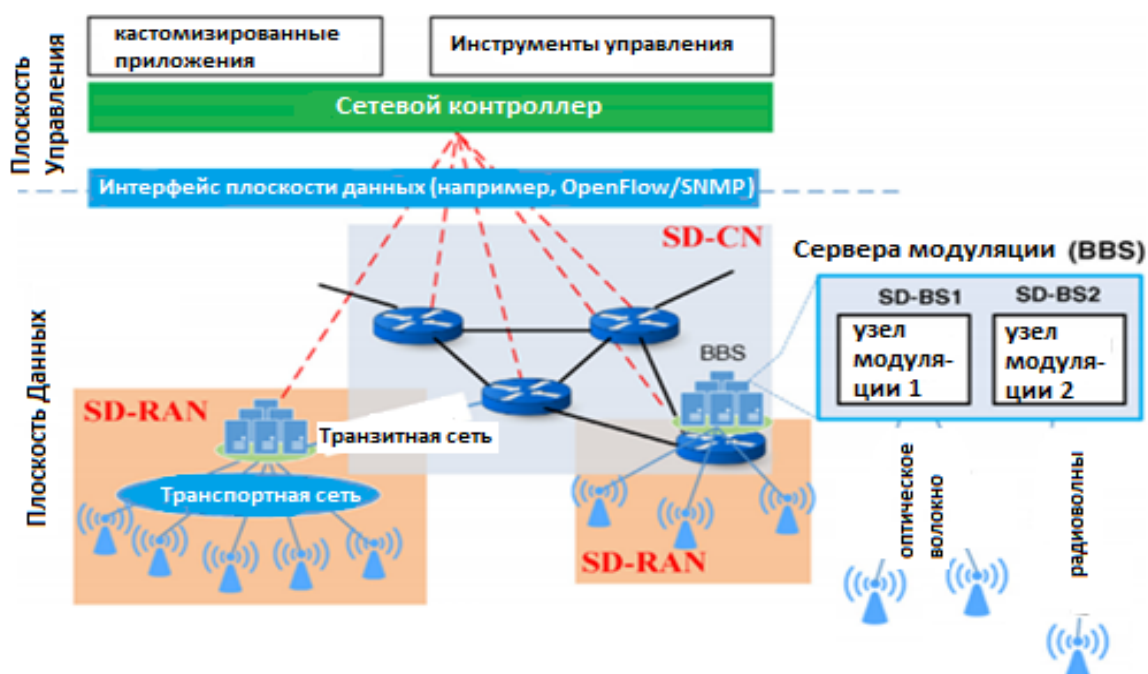 кастомизированные
приложения
Инструменты управления
Плоскость
Управления
Сетевой контроллер
Интерфейс плоскости данных (например, OpenFlow/SNMP)
SD-CN
Сервера модуляции (BBS)
SD-BS1
SD-BS2
узел
модуля-
ции 1
узел
модуля-
ции 2
BBS
Плоскость Данных
SD-RAN
Транзитная сеть
Транспортная сеть
SD-RAN
оптическое
волокно
радиоволны